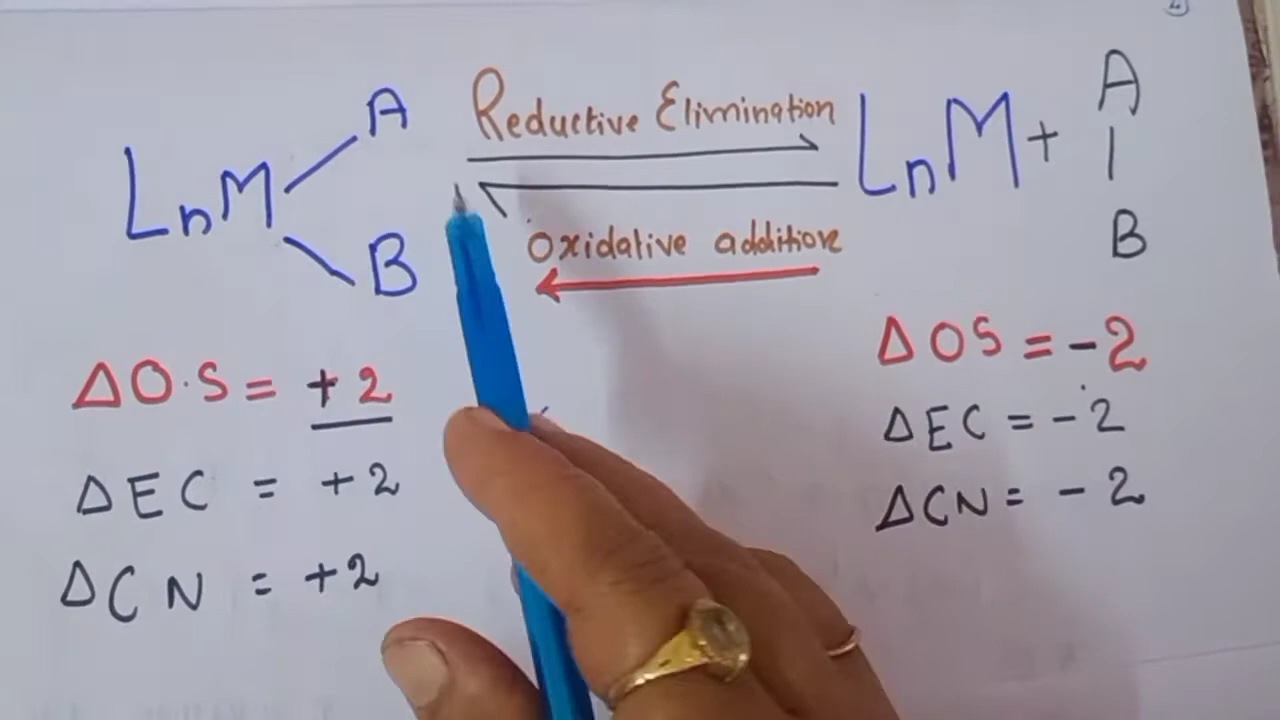 A
Reductive Elimination
LnM
LnM + A
B
B
Oxidative addition
ΔO.S = +2
ΔOS = -2
ΔEC = +2
ΔEC = -2
ΔCN = +2
ΔCN = -2